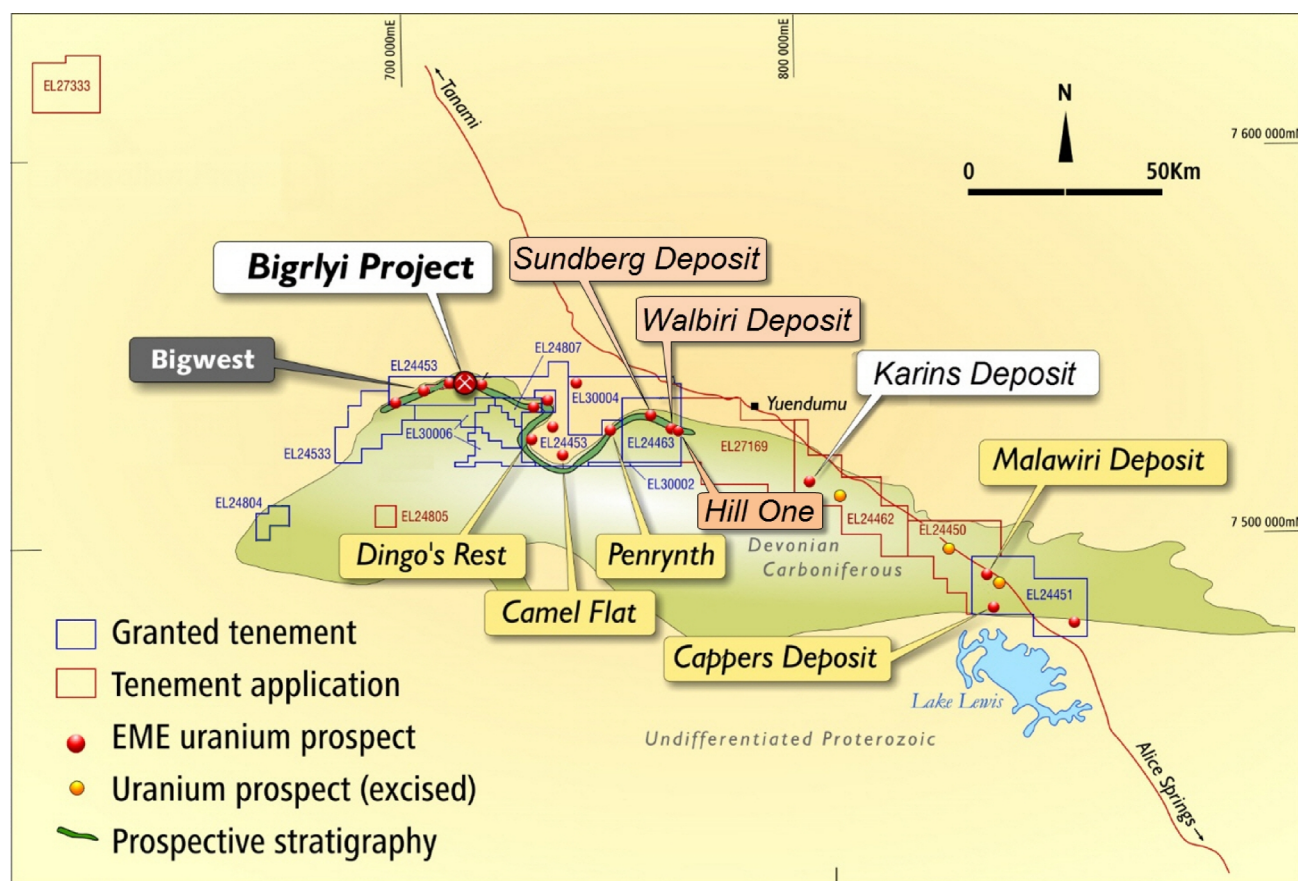 700 000mE
800 000mE
EL27333
←Tanami
N
7 600 000mN
0 50Km
Bigrlyi Project
Sundberg Deposit
Walbiri Deposit
Bigwest
EL24453
EL24807
Karins Deposit
EL30004
Yuendumu
EL30006
EL24453
EL24463
EL27169
EL24533
Malawiri Deposit
EL30002
EL24804
EL24805
Hill One
EL24462
EL24450
7 500 000mN
Dingo's Rest
Penrynth
Devonian
Carboniferous
Camel Flat
EL24451
Cappers Deposit
Lake Lewis
Undifferentiated Proterozoic
Alice Springs→
Granted tenement
Tenement application
EME uranium prospect
Uranium prospect (excised)
Prospective stratigraphy